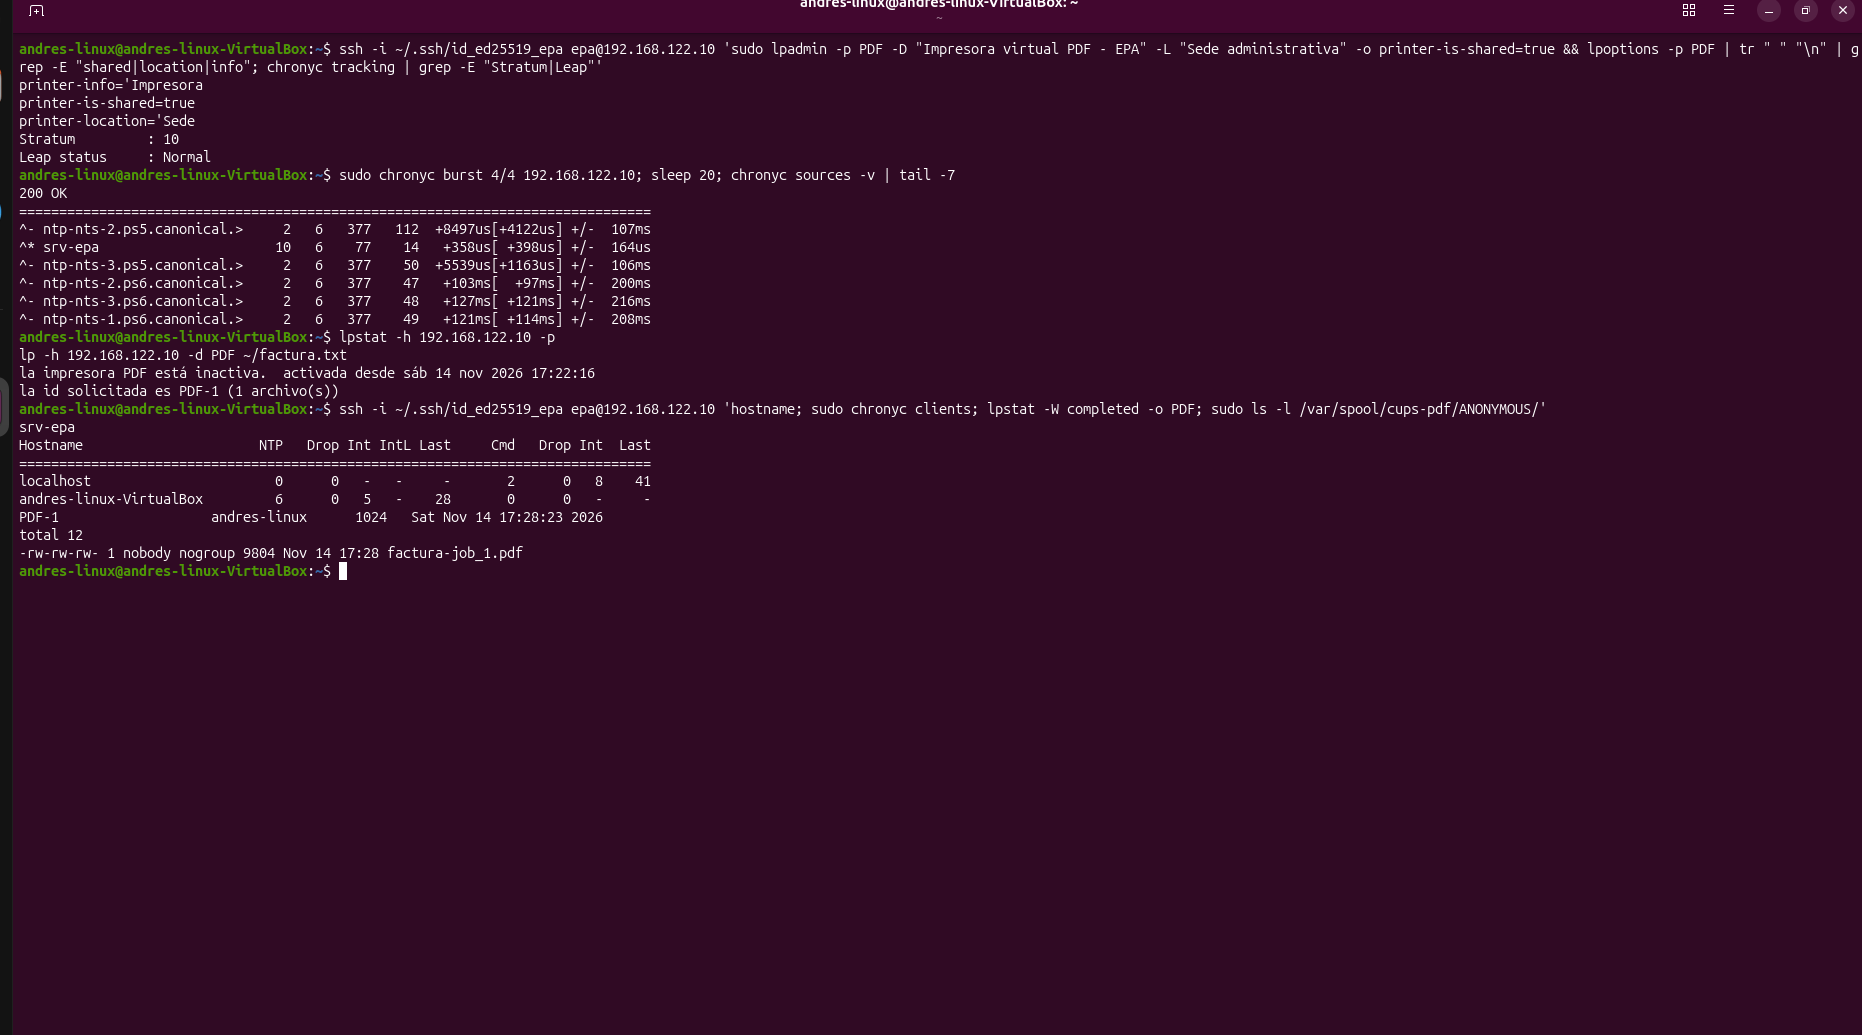 andres-linux@andres-linux-VirtualBox: ~
~
andres-linux@andres-linux-VirtualBox:~$ ssh -i ~/.ssh/id_ed25519_epa epa@192.168.122.10 'sudo lpadmin -p PDF -D "Impresora virtual PDF - EPA" -L "Sede administrativa" -o printer-is-shared=true && lpoptions -p PDF | tr " " "\n" | g
rep -E "shared|location|info"; chronyc tracking | grep -E "Stratum|Leap"'
printer-info='Impresora
printer-is-shared=true
printer-location='Sede
Stratum         : 10
Leap status     : Normal
andres-linux@andres-linux-VirtualBox:~$ sudo chronyc burst 4/4 192.168.122.10; sleep 20; chronyc sources -v | tail -7
200 OK
===============================================================================
^- ntp-nts-2.ps5.canonical.>     2   6   377   112  +8497us[+4122us] +/-  107ms
^* srv-epa                      10   6    77    14   +358us[ +398us] +/-  164us
^- ntp-nts-3.ps5.canonical.>     2   6   377    50  +5539us[+1163us] +/-  106ms
^- ntp-nts-2.ps6.canonical.>     2   6   377    47   +103ms[  +97ms] +/-  200ms
^- ntp-nts-3.ps6.canonical.>     2   6   377    48   +127ms[ +121ms] +/-  216ms
^- ntp-nts-1.ps6.canonical.>     2   6   377    49   +121ms[ +114ms] +/-  208ms
andres-linux@andres-linux-VirtualBox:~$ lpstat -h 192.168.122.10 -p
lp -h 192.168.122.10 -d PDF ~/factura.txt
la impresora PDF está inactiva.  activada desde sáb 14 nov 2026 17:22:16
la id solicitada es PDF-1 (1 archivo(s))
andres-linux@andres-linux-VirtualBox:~$ ssh -i ~/.ssh/id_ed25519_epa epa@192.168.122.10 'hostname; sudo chronyc clients; lpstat -W completed -o PDF; sudo ls -l /var/spool/cups-pdf/ANONYMOUS/'
srv-epa
Hostname                      NTP   Drop Int IntL Last     Cmd   Drop Int  Last
===============================================================================
localhost                       0      0   -   -     -       2      0   8    41
andres-linux-VirtualBox         6      0   5   -    28       0      0   -     -
PDF-1                   andres-linux      1024   Sat Nov 14 17:28:23 2026
total 12
-rw-rw-rw- 1 nobody nogroup 9804 Nov 14 17:28 factura-job_1.pdf
andres-linux@andres-linux-VirtualBox:~$